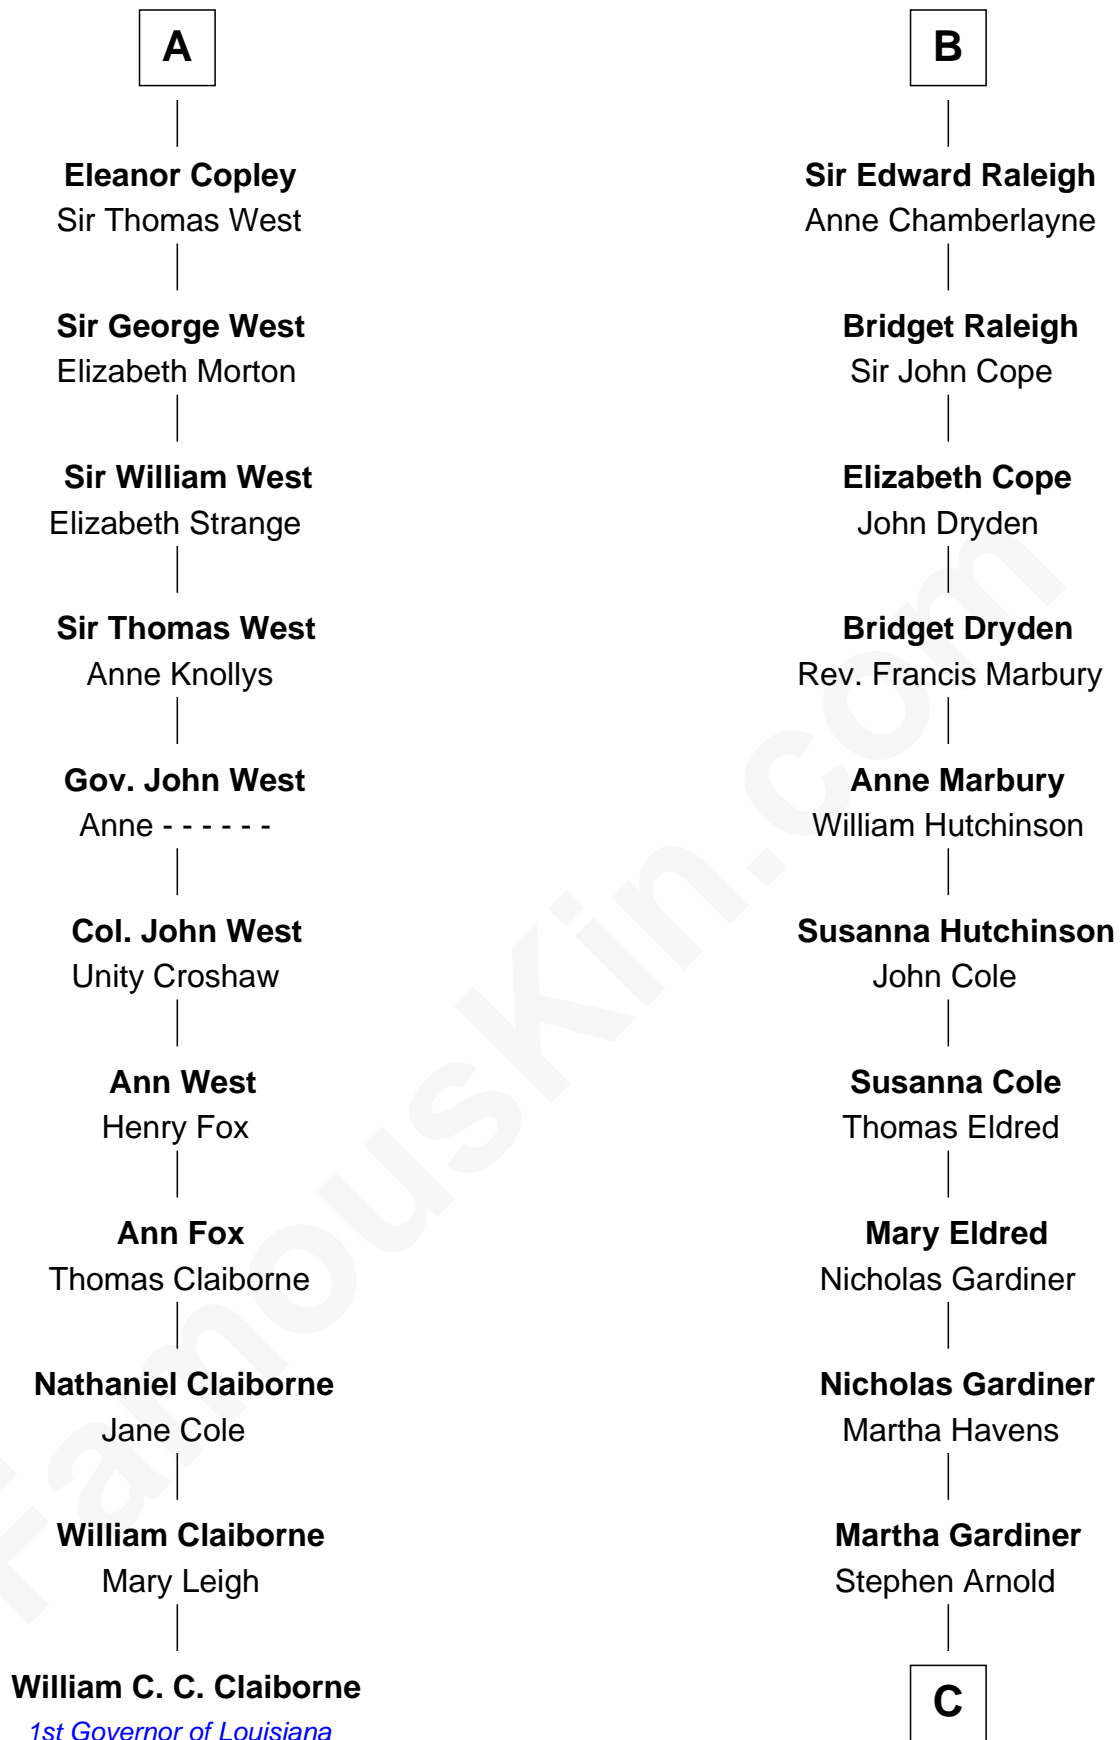 A
Eleanor Copley
Sir Thomas West
Sir George West
Elizabeth Morton
Sir William West
Elizabeth Strange
Sir Thomas West
Anne Knollys
Gov. John West
Anne - - - - - -
Col. John West
Unity Croshaw
Ann West
Henry Fox
Ann Fox
Thomas Claiborne
Nathaniel Claiborne
Jane Cole
William Claiborne
Mary Leigh
William C. C. Claiborne
1st Governor of Louisiana
B
Sir Edward Raleigh
Anne Chamberlayne
Bridget Raleigh
Sir John Cope
Elizabeth Cope
John Dryden
Bridget Dryden
Rev. Francis Marbury
Anne Marbury
William Hutchinson
Susanna Hutchinson
John Cole
Susanna Cole
Thomas Eldred
Mary Eldred
Nicholas Gardiner
Nicholas Gardiner
Martha Havens
Martha Gardiner
Stephen Arnold
C
FamousKin.com